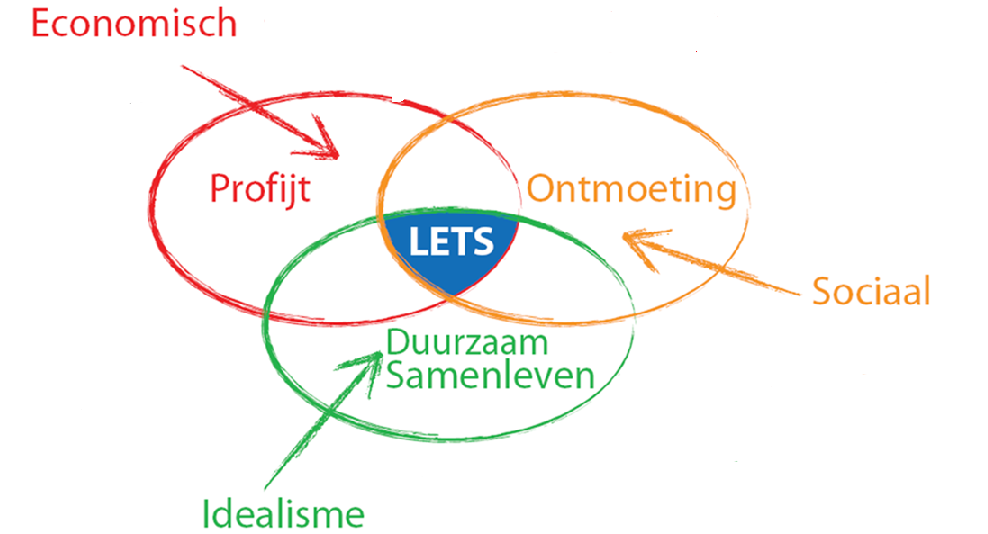 Economisch
Profijt
Ontmoeting
LETS
Sociaal
Duurzaam
Samenleven
Idealisme